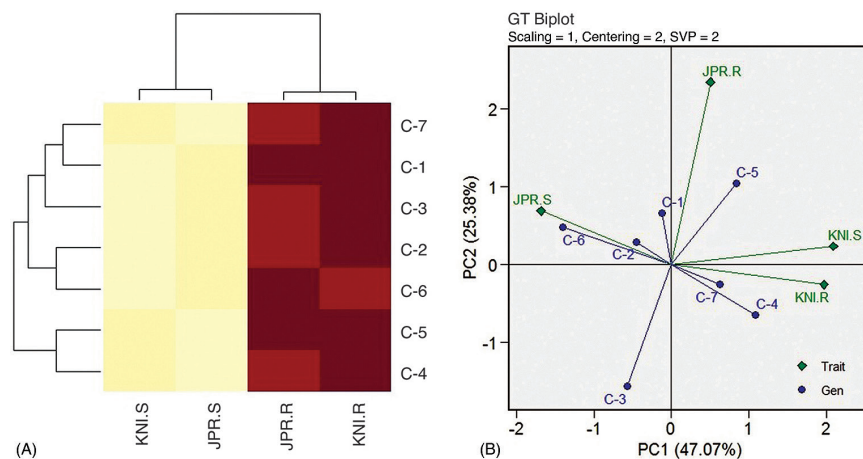 C-7
C-1
C-3
C-2
C-6
C-5
C-4
KNI.S
JPR.S
JPR.R
KNI.R
(A)
GT Biplot
Scaling = 1, Centering = 2, SVP = 2
JPR.R
C-5
C-1
JPR.S
C-6
C-2
KNI.S
KNI.R
C-7
C-4
C-3
Trait
Gen
2
1
0
-1
PC2 (25.38%)
-2
-1
0
1
2
PC1 (47.07%)
(B)